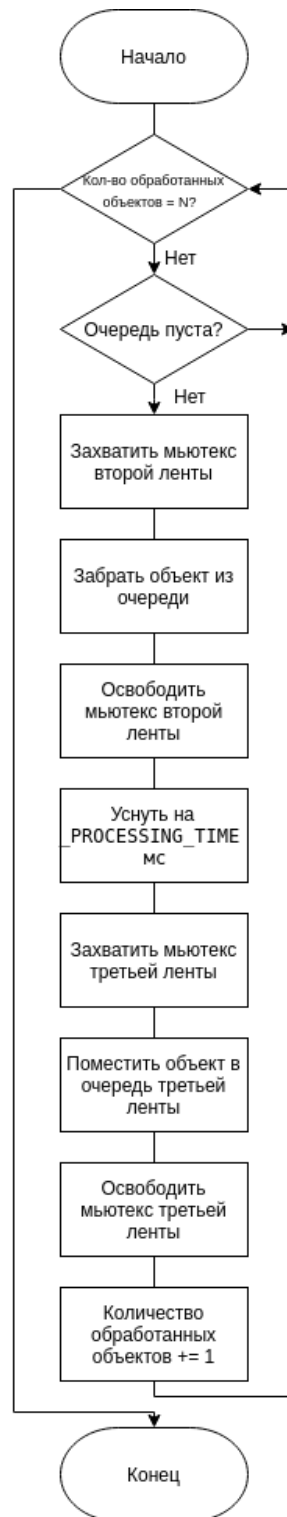 Начало
Кол-во обработанных
объектов = N?
Нет
Очередь пуста?
Нет
Захватить мьютекс
второй ленты
Забрать объект из
очереди
Освободить
мьютекс второй
ленты
Уснуть на
_PROCESSING_TIME
мс
Захватить мьютекс
третьей ленты
Поместить объект в
очередь третьей
ленты
Освободить
мьютекс третьей
ленты
Количество
обработанных
объектов += 1
Конец